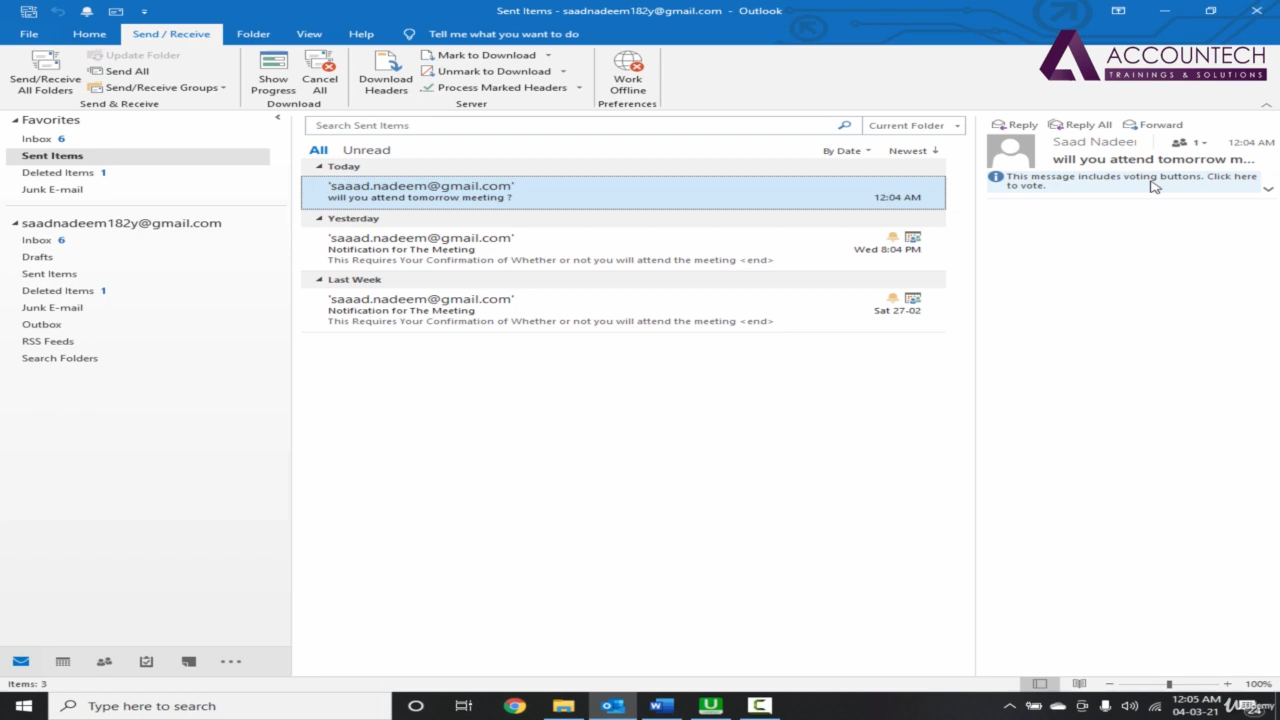 Sent Items - saadnadeem182y@gmail.com - Outlook
File Home Send / Receive Folder View Help Tell me what you want to do
ACCOUNTECH
TRAININGS & SOLUTIONS
Send/Receive
All Folders
Update Folder
Send All
Send/Receive Groups
Send & Receive
Show
Progress
Cancel
All
Download
Download
Headers
Mark to Download
Unmark to Download
Process Marked Headers
Server
Work
Offline
Preferences
Favorites
Inbox 6
Sent Items
Deleted Items 1
Junk E-mail
saadnadeem182y@gmail.com
Inbox 6
Drafts
Sent Items
Deleted Items 1
Junk E-mail
Outbox
RSS Feeds
Search Folders
Search Sent Items
Current Folder
All Unread
By Date Newest
Today
'saaad.nadeem@gmail.com'
will you attend tomorrow meeting ? 12:04 AM
Yesterday
'saaad.nadeem@gmail.com'
Notification for The Meeting Wed 8:04 PM
This Requires Your Confirmation of Whether or not you will attend the meeting <end>
Last Week
'saaad.nadeem@gmail.com'
Notification for The Meeting Sat 27-02
This Requires Your Confirmation of Whether or not you will attend the meeting <end>
Reply Reply All Forward
Saad Nadeer 1 12:04 AM
will you attend tomorrow m...
This message includes voting buttons. Click here
to vote.
Items: 3
100%
Type here to search
12:05 AM
04-03-21
Udemy
24